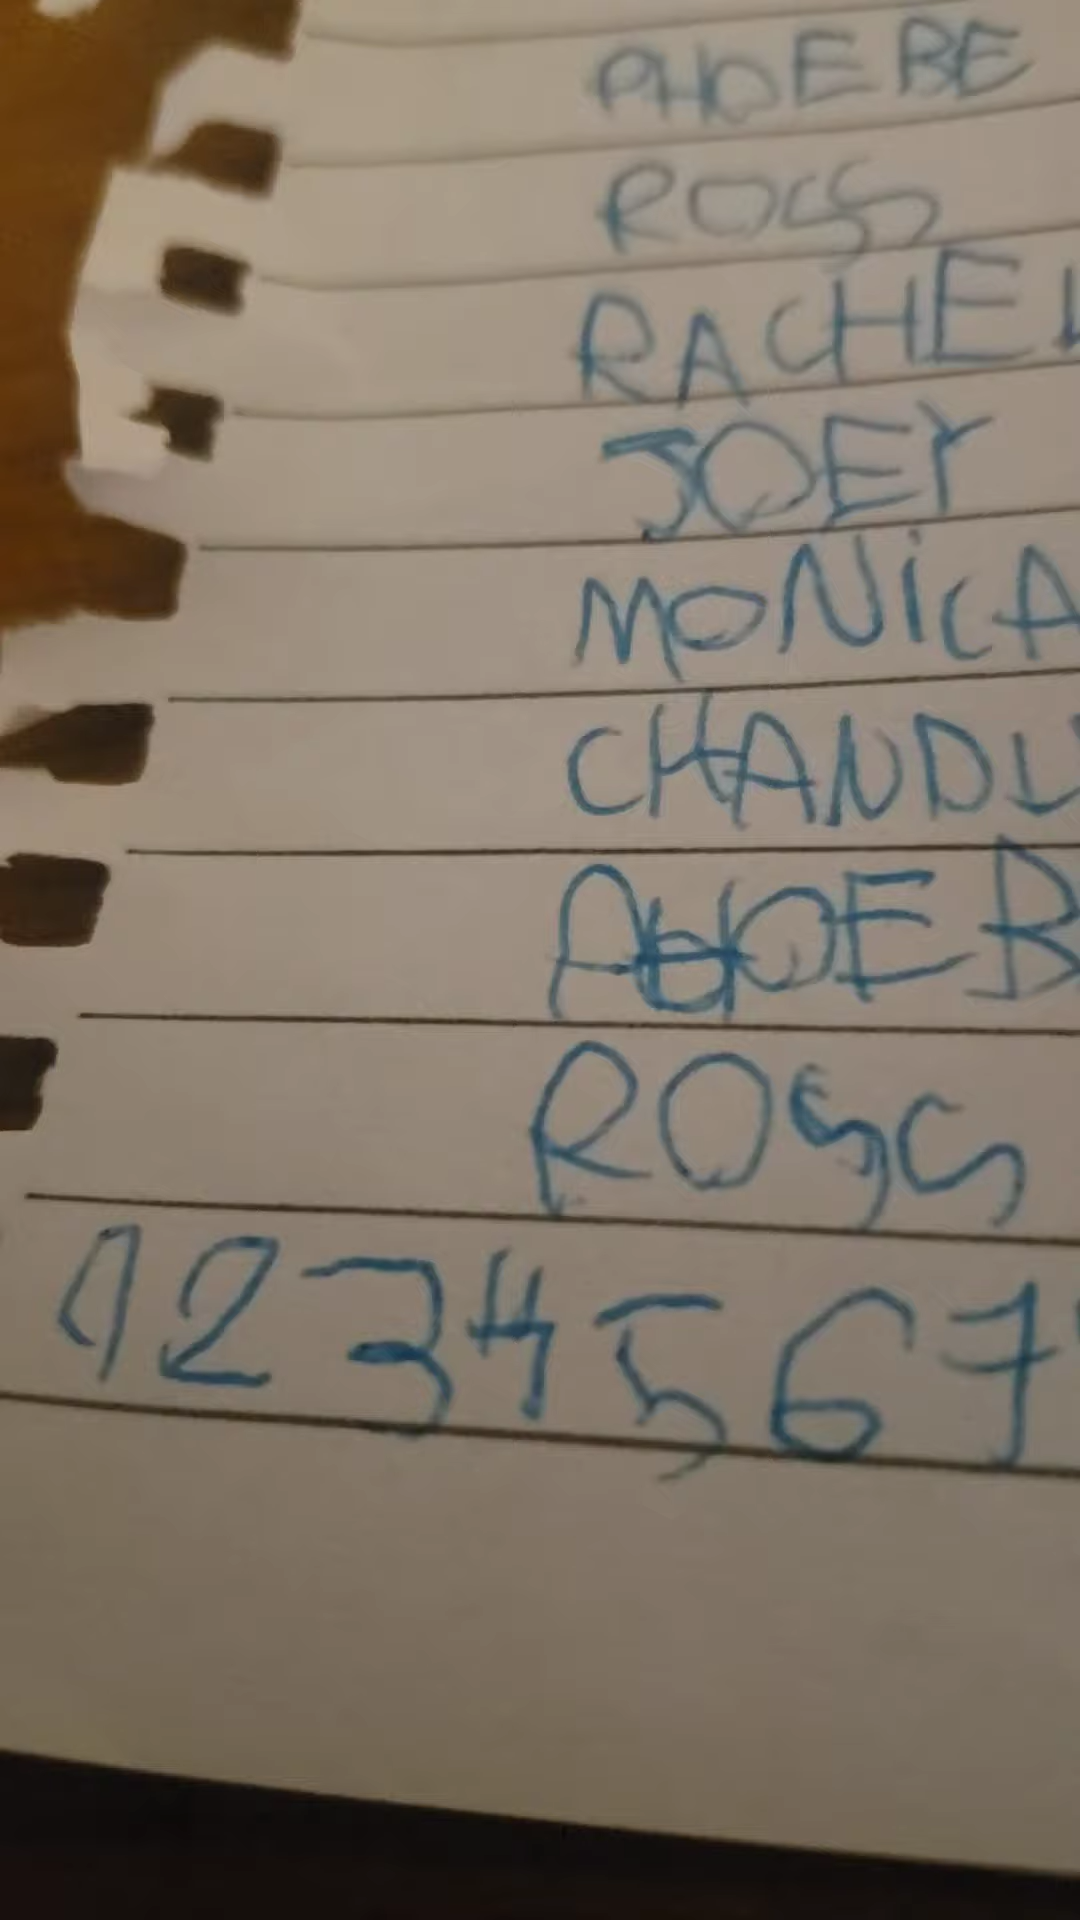 PHOEBE
ROSS
RACHEL
JOEY
MONiCA
CHANDL
PHOEB
ROSS
1234567